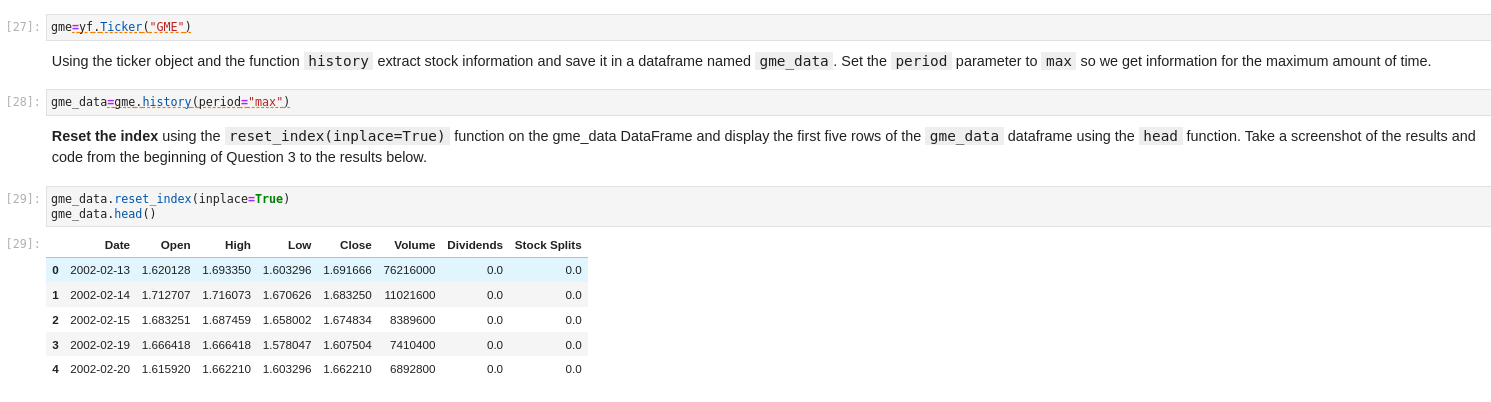 [27]: gme=yf.Ticker("GME")
Using the ticker object and the function history extract stock information and save it in a dataframe named gme_data. Set the period parameter to max so we get information for the maximum amount of time.
[28]: gme_data=gme.history(period="max")
Reset the index using the reset_index(inplace=True) function on the gme_data DataFrame and display the first five rows of the gme_data dataframe using the head function. Take a screenshot of the results and
code from the beginning of Question 3 to the results below.
[29]: gme_data.reset_index(inplace=True)
gme_data.head()
[29]: Date Open High Low Close Volume Dividends Stock Splits
0 2002-02-13 1.620128 1.693350 1.603296 1.691666 76216000 0.0 0.0
1 2002-02-14 1.712707 1.716073 1.670626 1.683250 11021600 0.0 0.0
2 2002-02-15 1.683251 1.687459 1.658002 1.674834 8389600 0.0 0.0
3 2002-02-19 1.666418 1.666418 1.578047 1.607504 7410400 0.0 0.0
4 2002-02-20 1.615920 1.662210 1.603296 1.662210 6892800 0.0 0.0